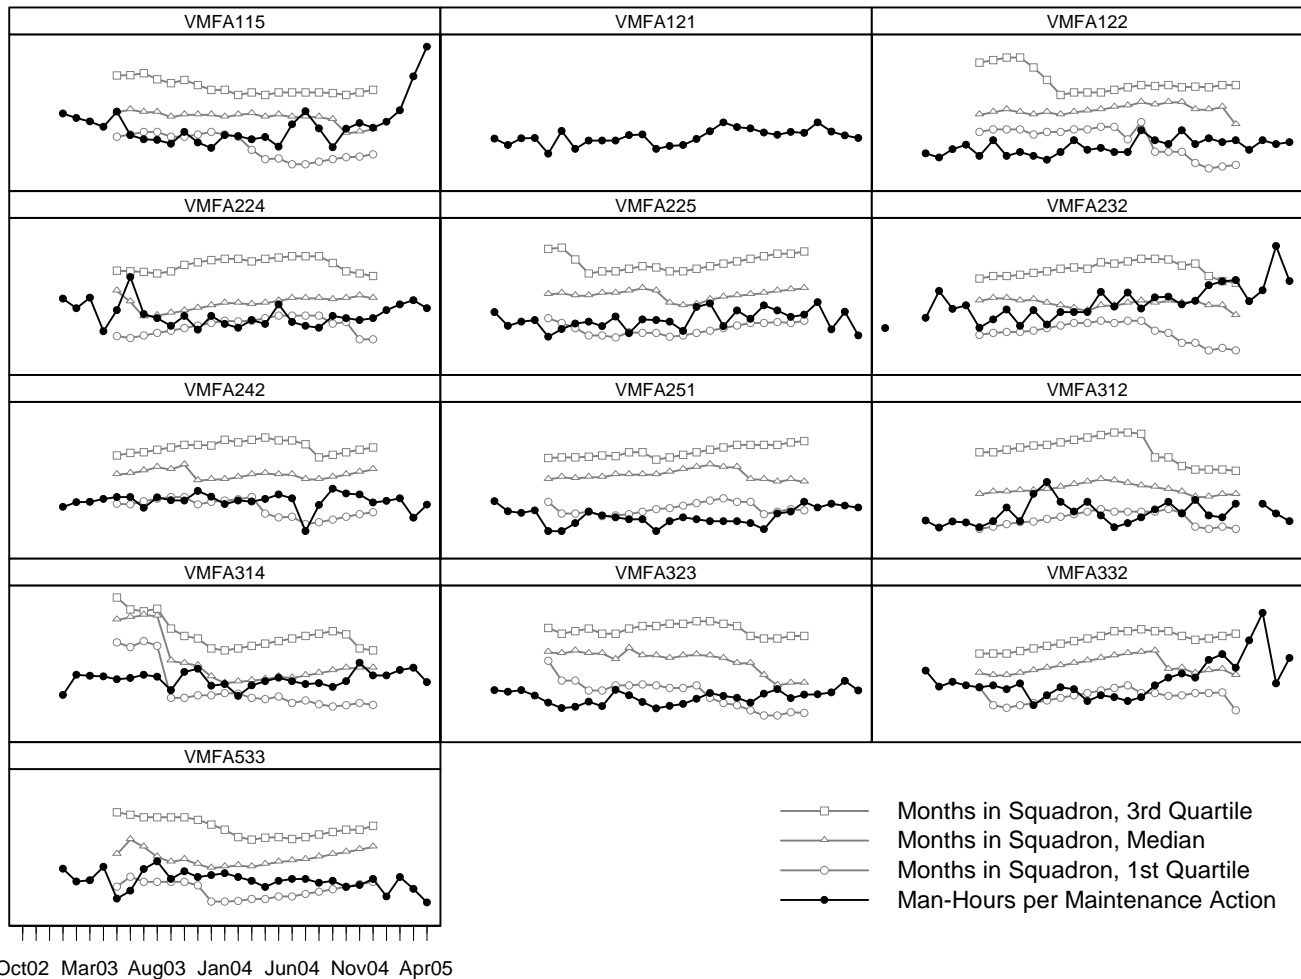 VMFA115 VMFA121 VMFA122
VMFA224 VMFA225 VMFA232
VMFA242 VMFA251 VMFA312
VMFA314 VMFA323 VMFA332
VMFA533
Months in Squadron, 3rd Quartile
Months in Squadron, Median
Months in Squadron, 1st Quartile
Man-Hours per Maintenance Action
Oct02 Mar03 Aug03 Jan04 Jun04 Nov04 Apr05